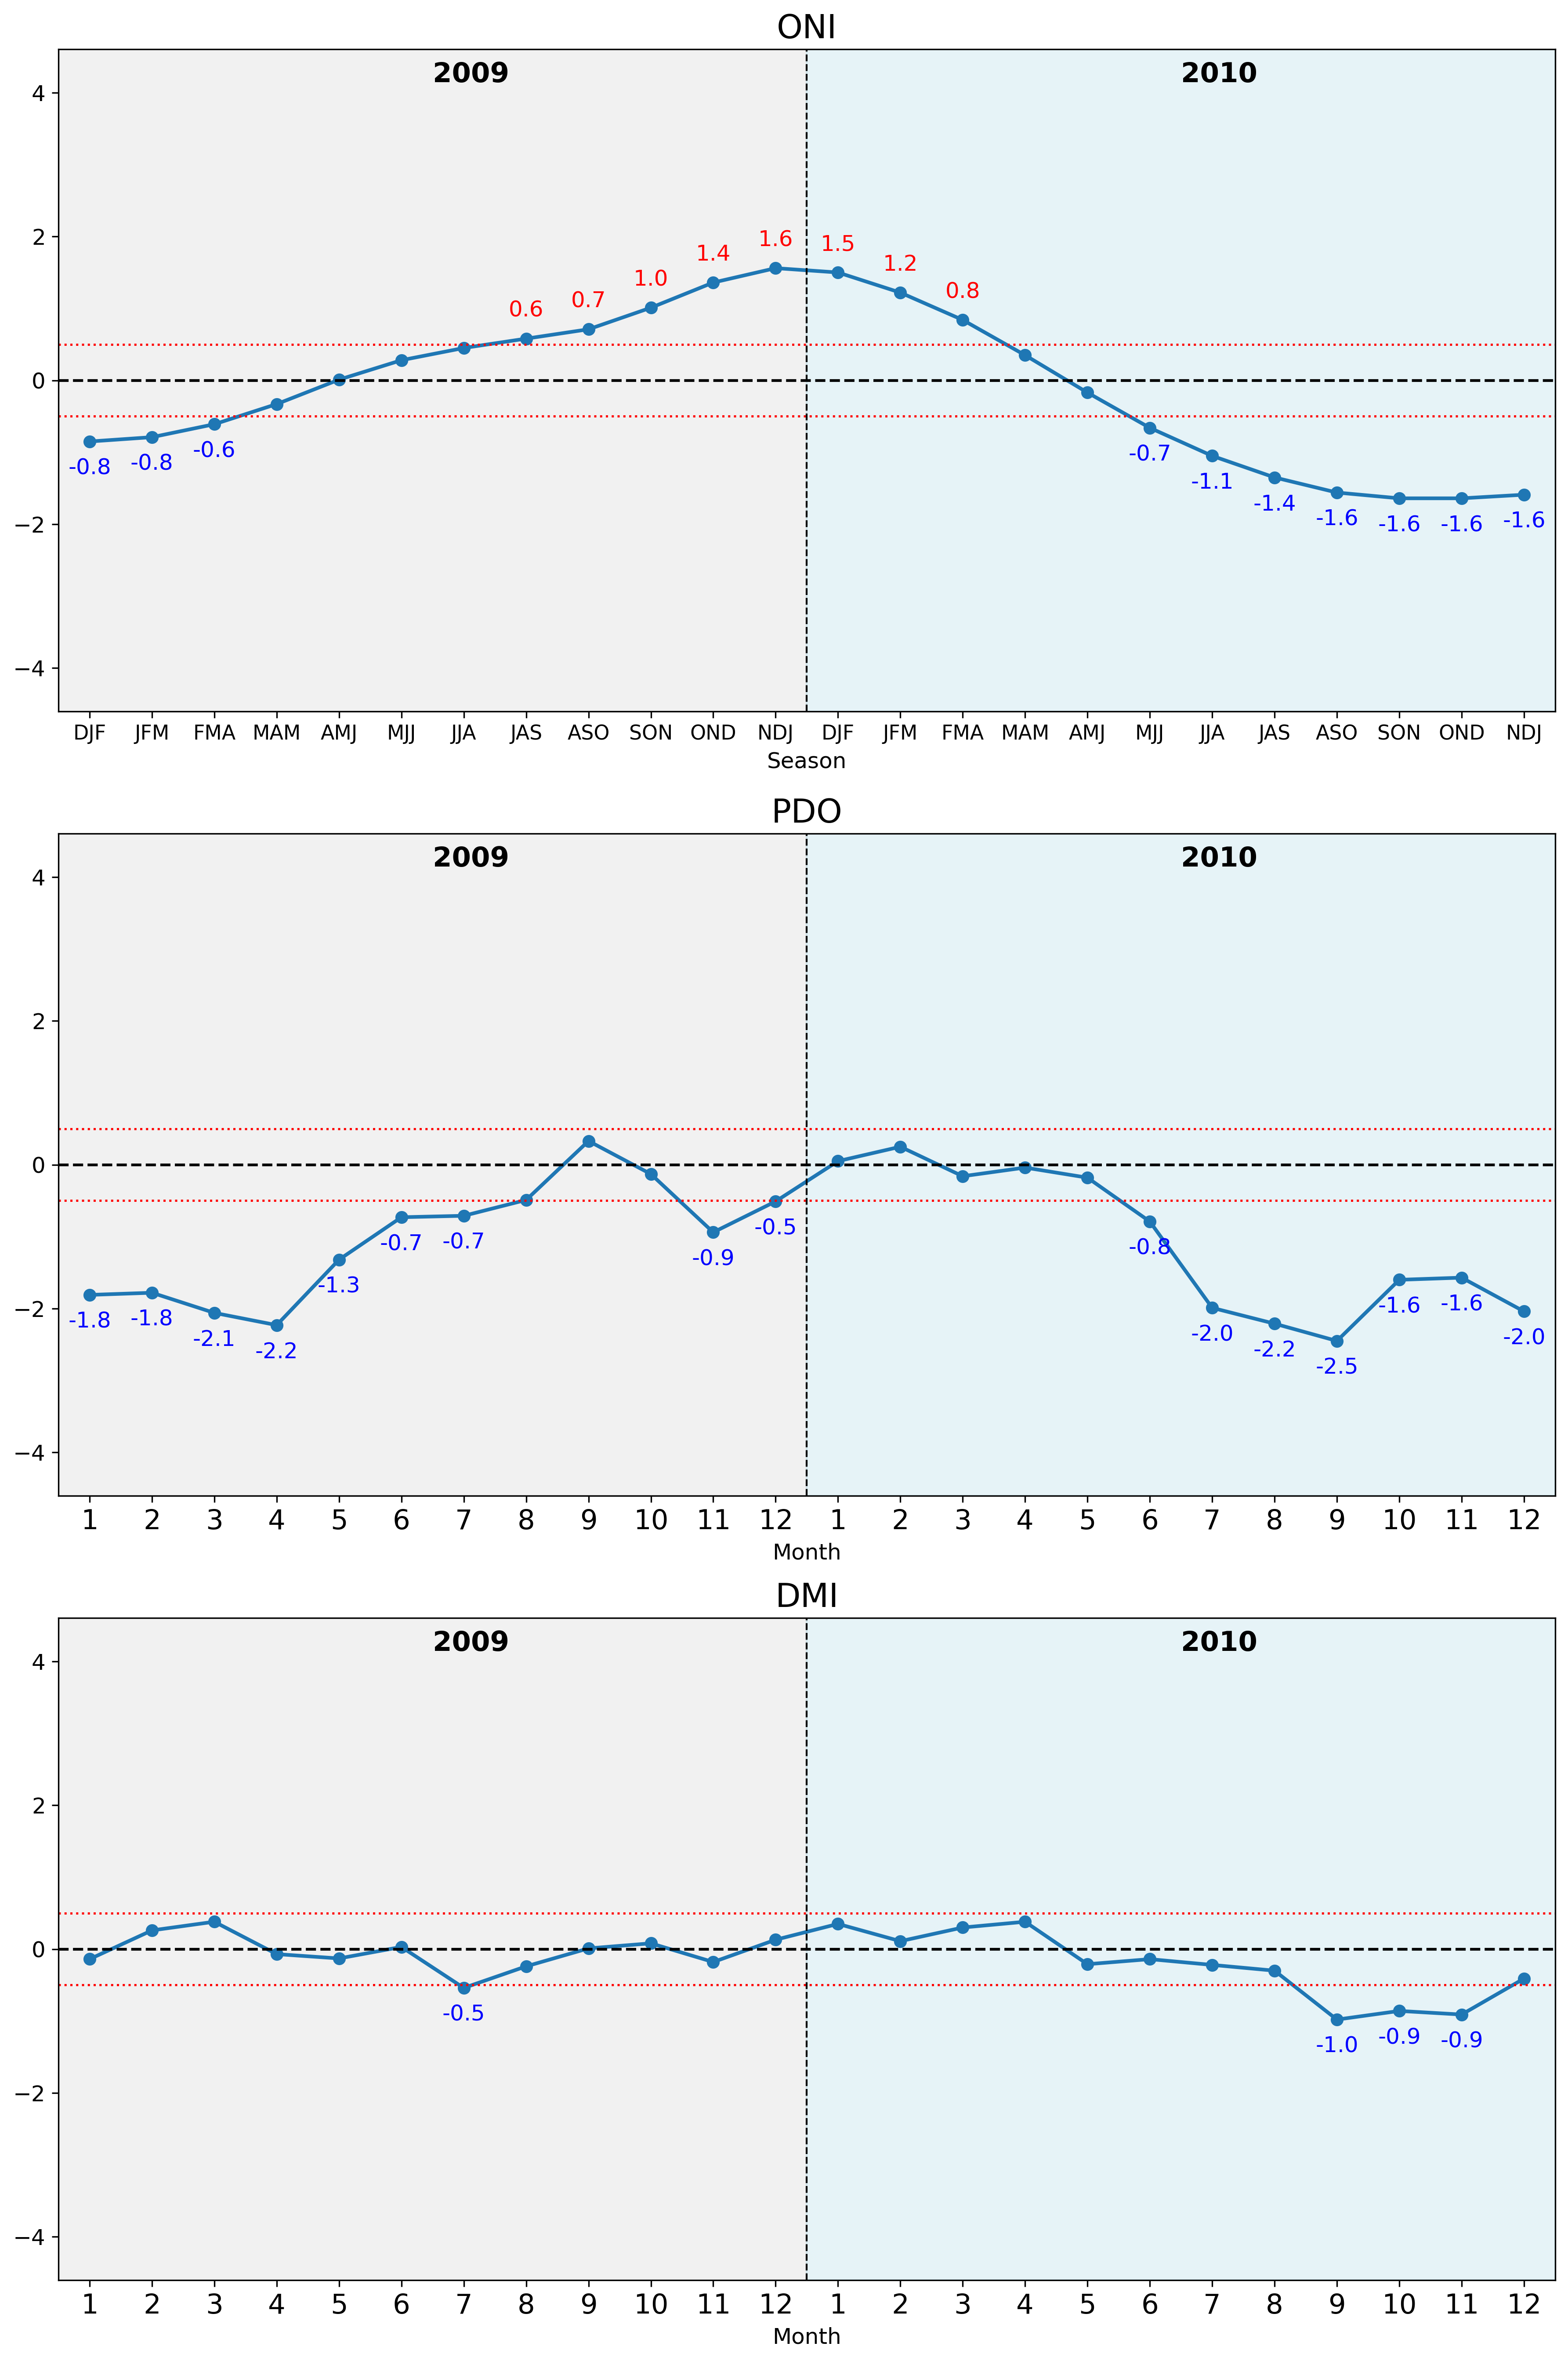 ONI
2009 2010
4
2
0
−2
−4
1.6 1.5
1.4 1.2
1.0 0.8
0.6 0.7
-0.8 -0.8 -0.6 -0.7
-1.1 -1.4 -1.6 -1.6 -1.6 -1.6
DJF JFM FMA MAM AMJ MJJ JJA JAS ASO SON OND NDJ DJF JFM FMA MAM AMJ MJJ JJA JAS ASO SON OND NDJ
Season
PDO
2009 2010
4
2
0
−2
−4
-1.8 -1.8 -2.1 -2.2 -1.3 -0.7 -0.7 -0.9 -0.5 -0.8 -2.0 -2.2 -2.5 -1.6 -1.6 -2.0
1 2 3 4 5 6 7 8 9 10 11 12 1 2 3 4 5 6 7 8 9 10 11 12
Month
DMI
2009 2010
4
2
0
−2
−4
-0.5 -1.0 -0.9 -0.9
1 2 3 4 5 6 7 8 9 10 11 12 1 2 3 4 5 6 7 8 9 10 11 12
Month